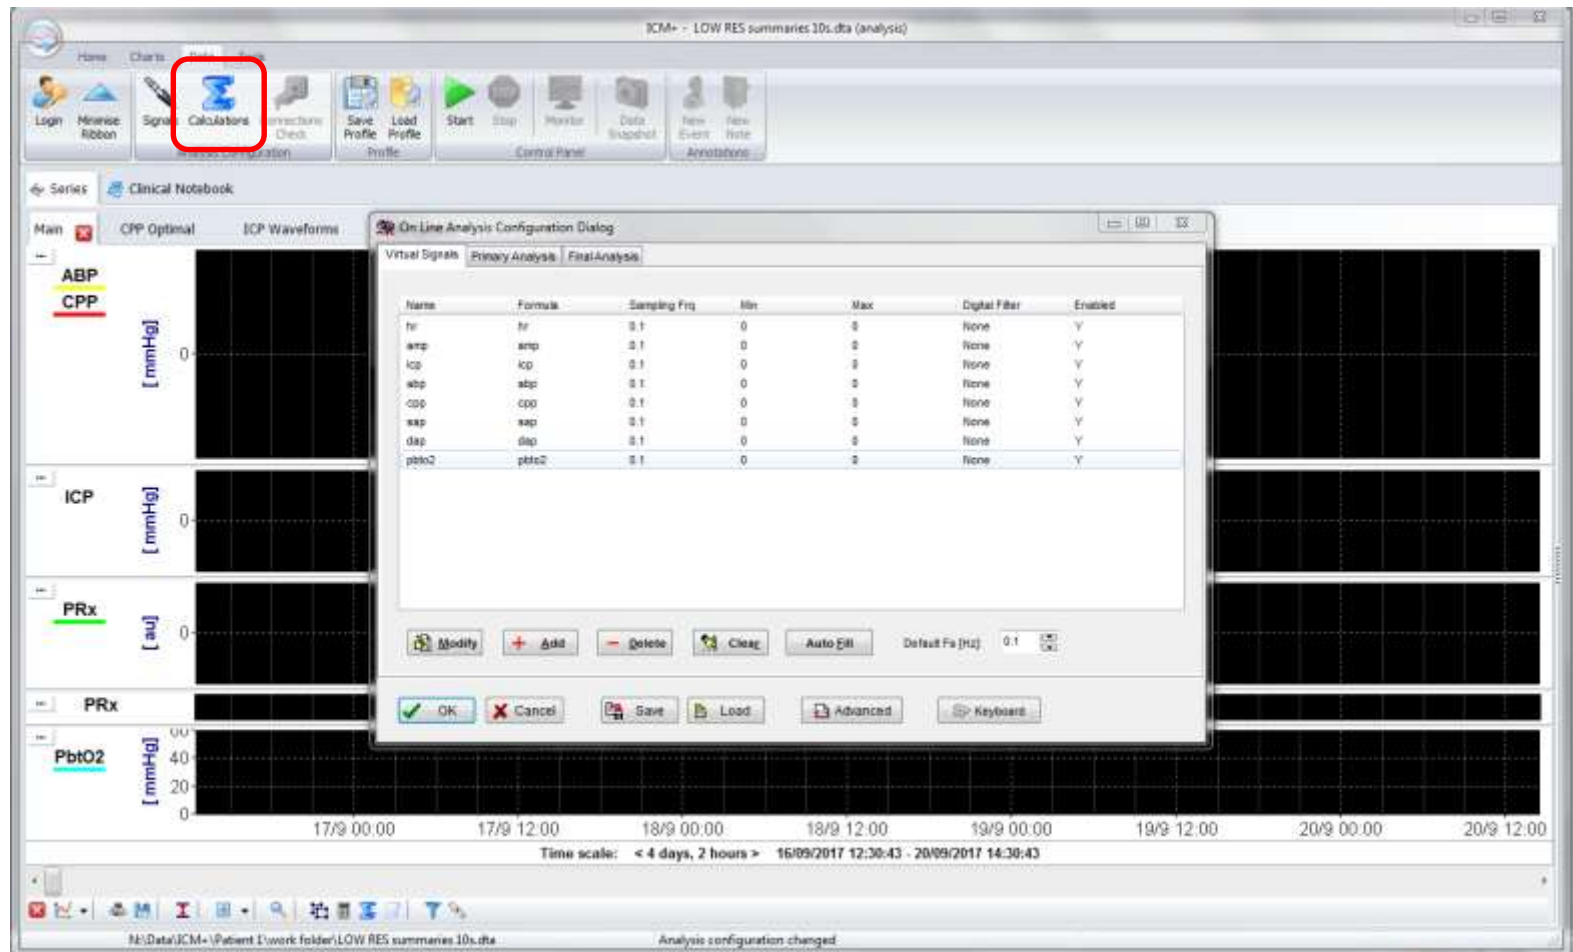 ICM+ - LOW RES summaries 10s.dta (analysis)
Home Charts Data Tools
Login Minimise Ribbon Signals Calculations Connections Check Save Profile Load Profile Start Stop Monitor Data Snapshot New Event New Note
Analysis Configuration Profile Control Panel Annotations
Series Clinical Notebook
Main CPP Optimal ICP Waveforms
On Line Analysis Configuration Dialog
Virtual Signals Primary Analysis Final Analysis
Name Formula Sampling Frq Min Max Digital Filter Enabled
hr hr 0.1 0 0 None Y
amp amp 0.1 0 0 None Y
icp icp 0.1 0 0 None Y
abp abp 0.1 0 0 None Y
cpp cpp 0.1 0 0 None Y
sap sap 0.1 0 0 None Y
dap dap 0.1 0 0 None Y
pbto2 pbto2 0.1 0 0 None Y
Modify Add Delete Clear Auto Fill Default Fs [Hz] 0.1
OK Cancel Save Load Advanced Keyboard
ABP
CPP
[mmHg]
0
ICP
[mmHg]
0
PRx
[au]
0
PRx
PbtO2
[mmHg]
60
40
20
0
17/9 00:00 17/9 12:00 18/9 00:00 18/9 12:00 19/9 00:00 19/9 12:00 20/9 00:00 20/9 12:00
Time scale: < 4 days, 2 hours > 16/09/2017 12:30:43 - 20/09/2017 14:30:43
N:\Data\ICM+\Patient 1\work folder\LOW RES summaries 10s.dta Analysis configuration changed